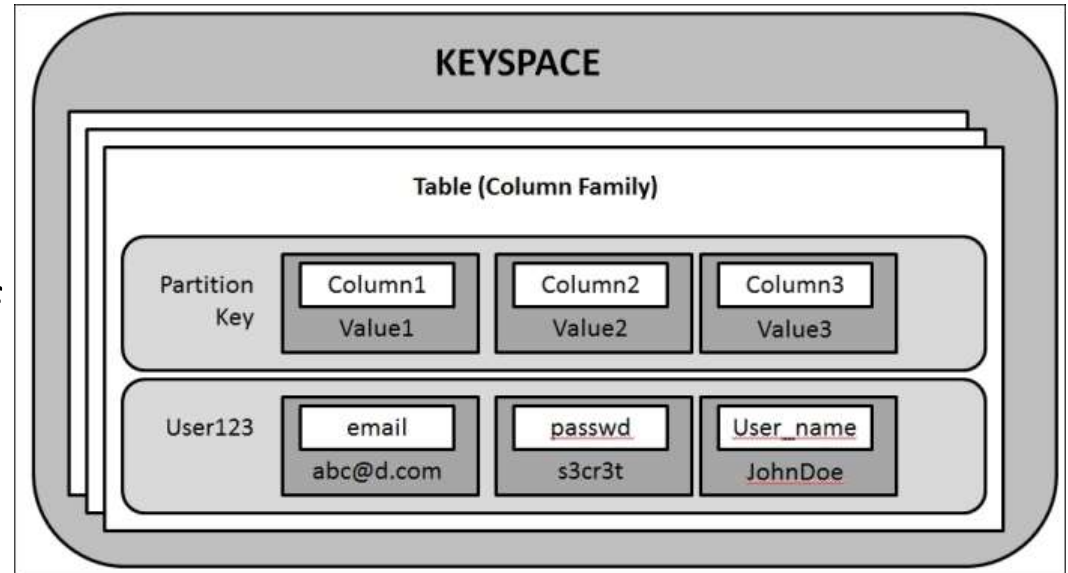 KEYSPACE
Table (Column Family)
Partition
Key
Column1
Value1
Column2
Value2
Column3
Value3
User123
email
abc@d.com
passwd
s3cr3t
User_name
JohnDoe